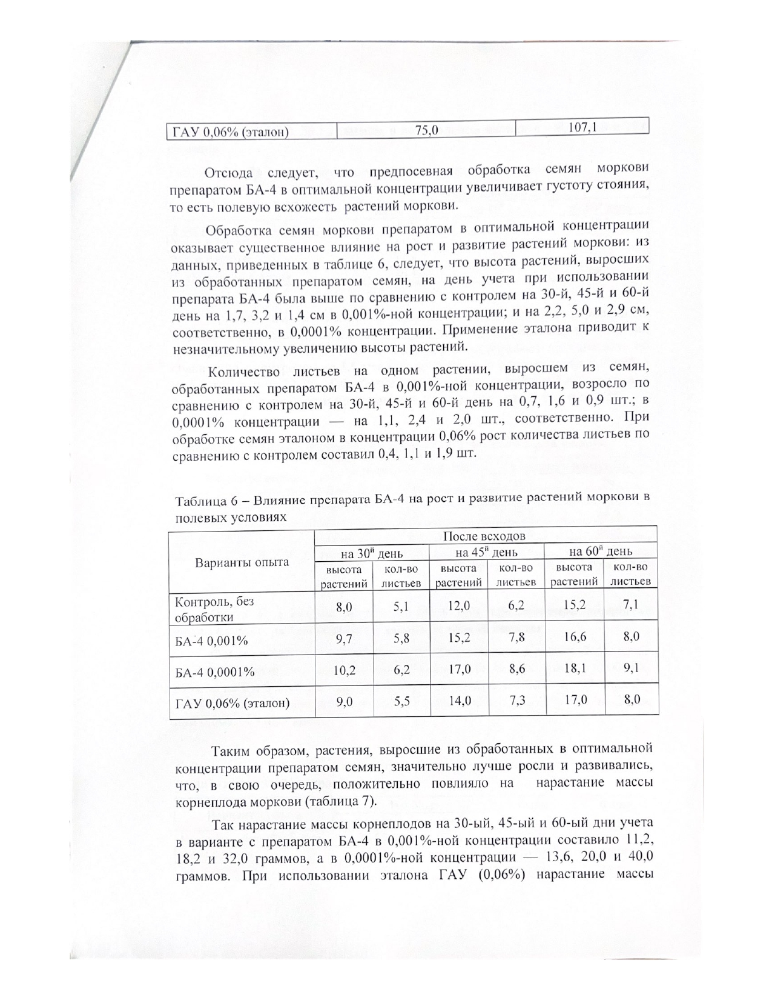 ГАУ 0,06% (эталон) 75,0 107,1
Отсюда следует, что предпосевная обработка семян моркови
препаратом БА-4 в оптимальной концентрации увеличивает густоту стояния,
то есть полевую всхожесть растений моркови.
Обработка семян моркови препаратом в оптимальной концентрации
оказывает существенное влияние на рост и развитие растений моркови: из
данных, приведенных в таблице 6, следует, что высота растений, выросших
из обработанных препаратом семян, на день учета при использовании
препарата БА-4 была выше по сравнению с контролем на 30-й, 45-й и 60-й
день на 1,7, 3,2 и 1,4 см в 0,001%-ной концентрации; и на 2,2, 5,0 и 2,9 см,
соответственно, в 0,0001% концентрации. Применение эталона приводит к
незначительному увеличению высоты растений.
Количество листьев на одном растении, выросшем из семян,
обработанных препаратом БА-4 в 0,001%-ной концентрации, возросло по
сравнению с контролем на 30-й, 45-й и 60-й день на 0,7, 1,6 и 0,9 шт.; в
0,0001% концентрации — на 1,1, 2,4 и 2,0 шт., соответственно. При
обработке семян эталоном в концентрации 0,06% рост количества листьев по
сравнению с контролем составил 0,4, 1,1 и 1,9 шт.
Таблица 6 – Влияние препарата БА-4 на рост и развитие растений моркови в
полевых условиях
После всходов
Варианты опыта
на 30й день на 45й день на 60й день
высота кол-во высота кол-во высота кол-во
растений листьев растений листьев растений листьев
Контроль, без
обработки
8,0 5,1 12,0 6,2 15,2 7,1
БА-4 0,001% 9,7 5,8 15,2 7,8 16,6 8,0
БА-4 0,0001% 10,2 6,2 17,0 8,6 18,1 9,1
ГАУ 0,06% (эталон) 9,0 5,5 14,0 7,3 17,0 8,0
Таким образом, растения, выросшие из обработанных в оптимальной
концентрации препаратом семян, значительно лучше росли и развивались,
что, в свою очередь, положительно повлияло на нарастание массы
корнеплода моркови (таблица 7).
Так нарастание массы корнеплодов на 30-ый, 45-ый и 60-ый дни учета
в варианте с препаратом БА-4 в 0,001%-ной концентрации составило 11,2,
18,2 и 32,0 граммов, а в 0,0001%-ной концентрации — 13,6, 20,0 и 40,0
граммов. При использовании эталона ГАУ (0,06%) нарастание массы